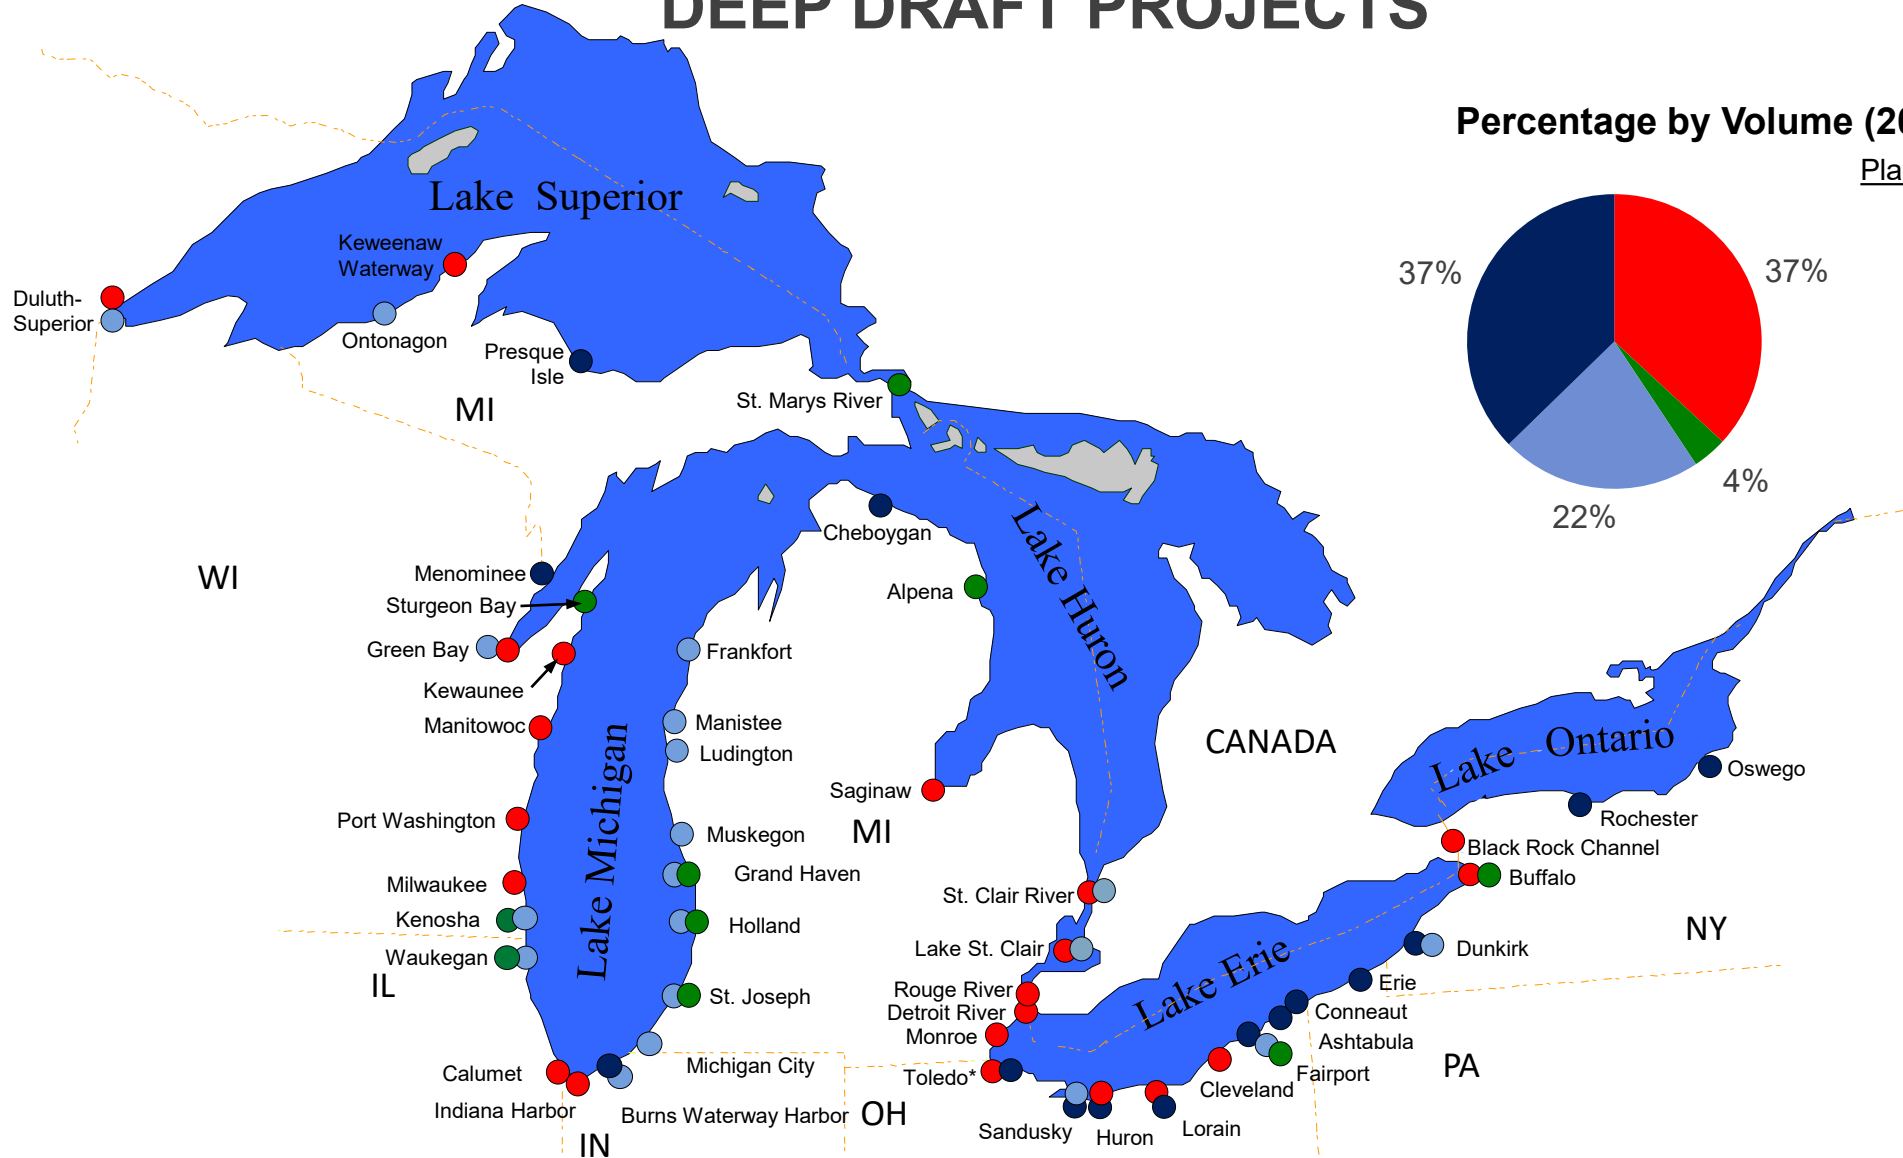 DEEP DRAFT PROJECTS
Percentage by Volume (20
Pla
37%
37%
4%
22%
Lake Superior
Keweenaw
Waterway
Duluth-
Superior
Ontonagon
Presque
Isle
MI
St. Marys River
Cheboygan
Lake Huron
WI
Menominee
Sturgeon Bay
Alpena
Green Bay
Frankfort
Kewaunee
Manitowoc
Manistee
Ludington
Lake Michigan
CANADA
Lake Ontario
Oswego
Saginaw
MI
Port Washington
Muskegon
Rochester
Black Rock Channel
Milwaukee
Grand Haven
Buffalo
St. Clair River
Kenosha
Holland
NY
Waukegan
Lake St. Clair
Dunkirk
IL
St. Joseph
Rouge River
Lake Erie
Erie
Detroit River
Conneaut
Monroe
Ashtabula
Calumet
Michigan City
Toledo*
Fairport
PA
Cleveland
Indiana Harbor
Burns Waterway Harbor
OH
Sandusky
Huron
Lorain
IN